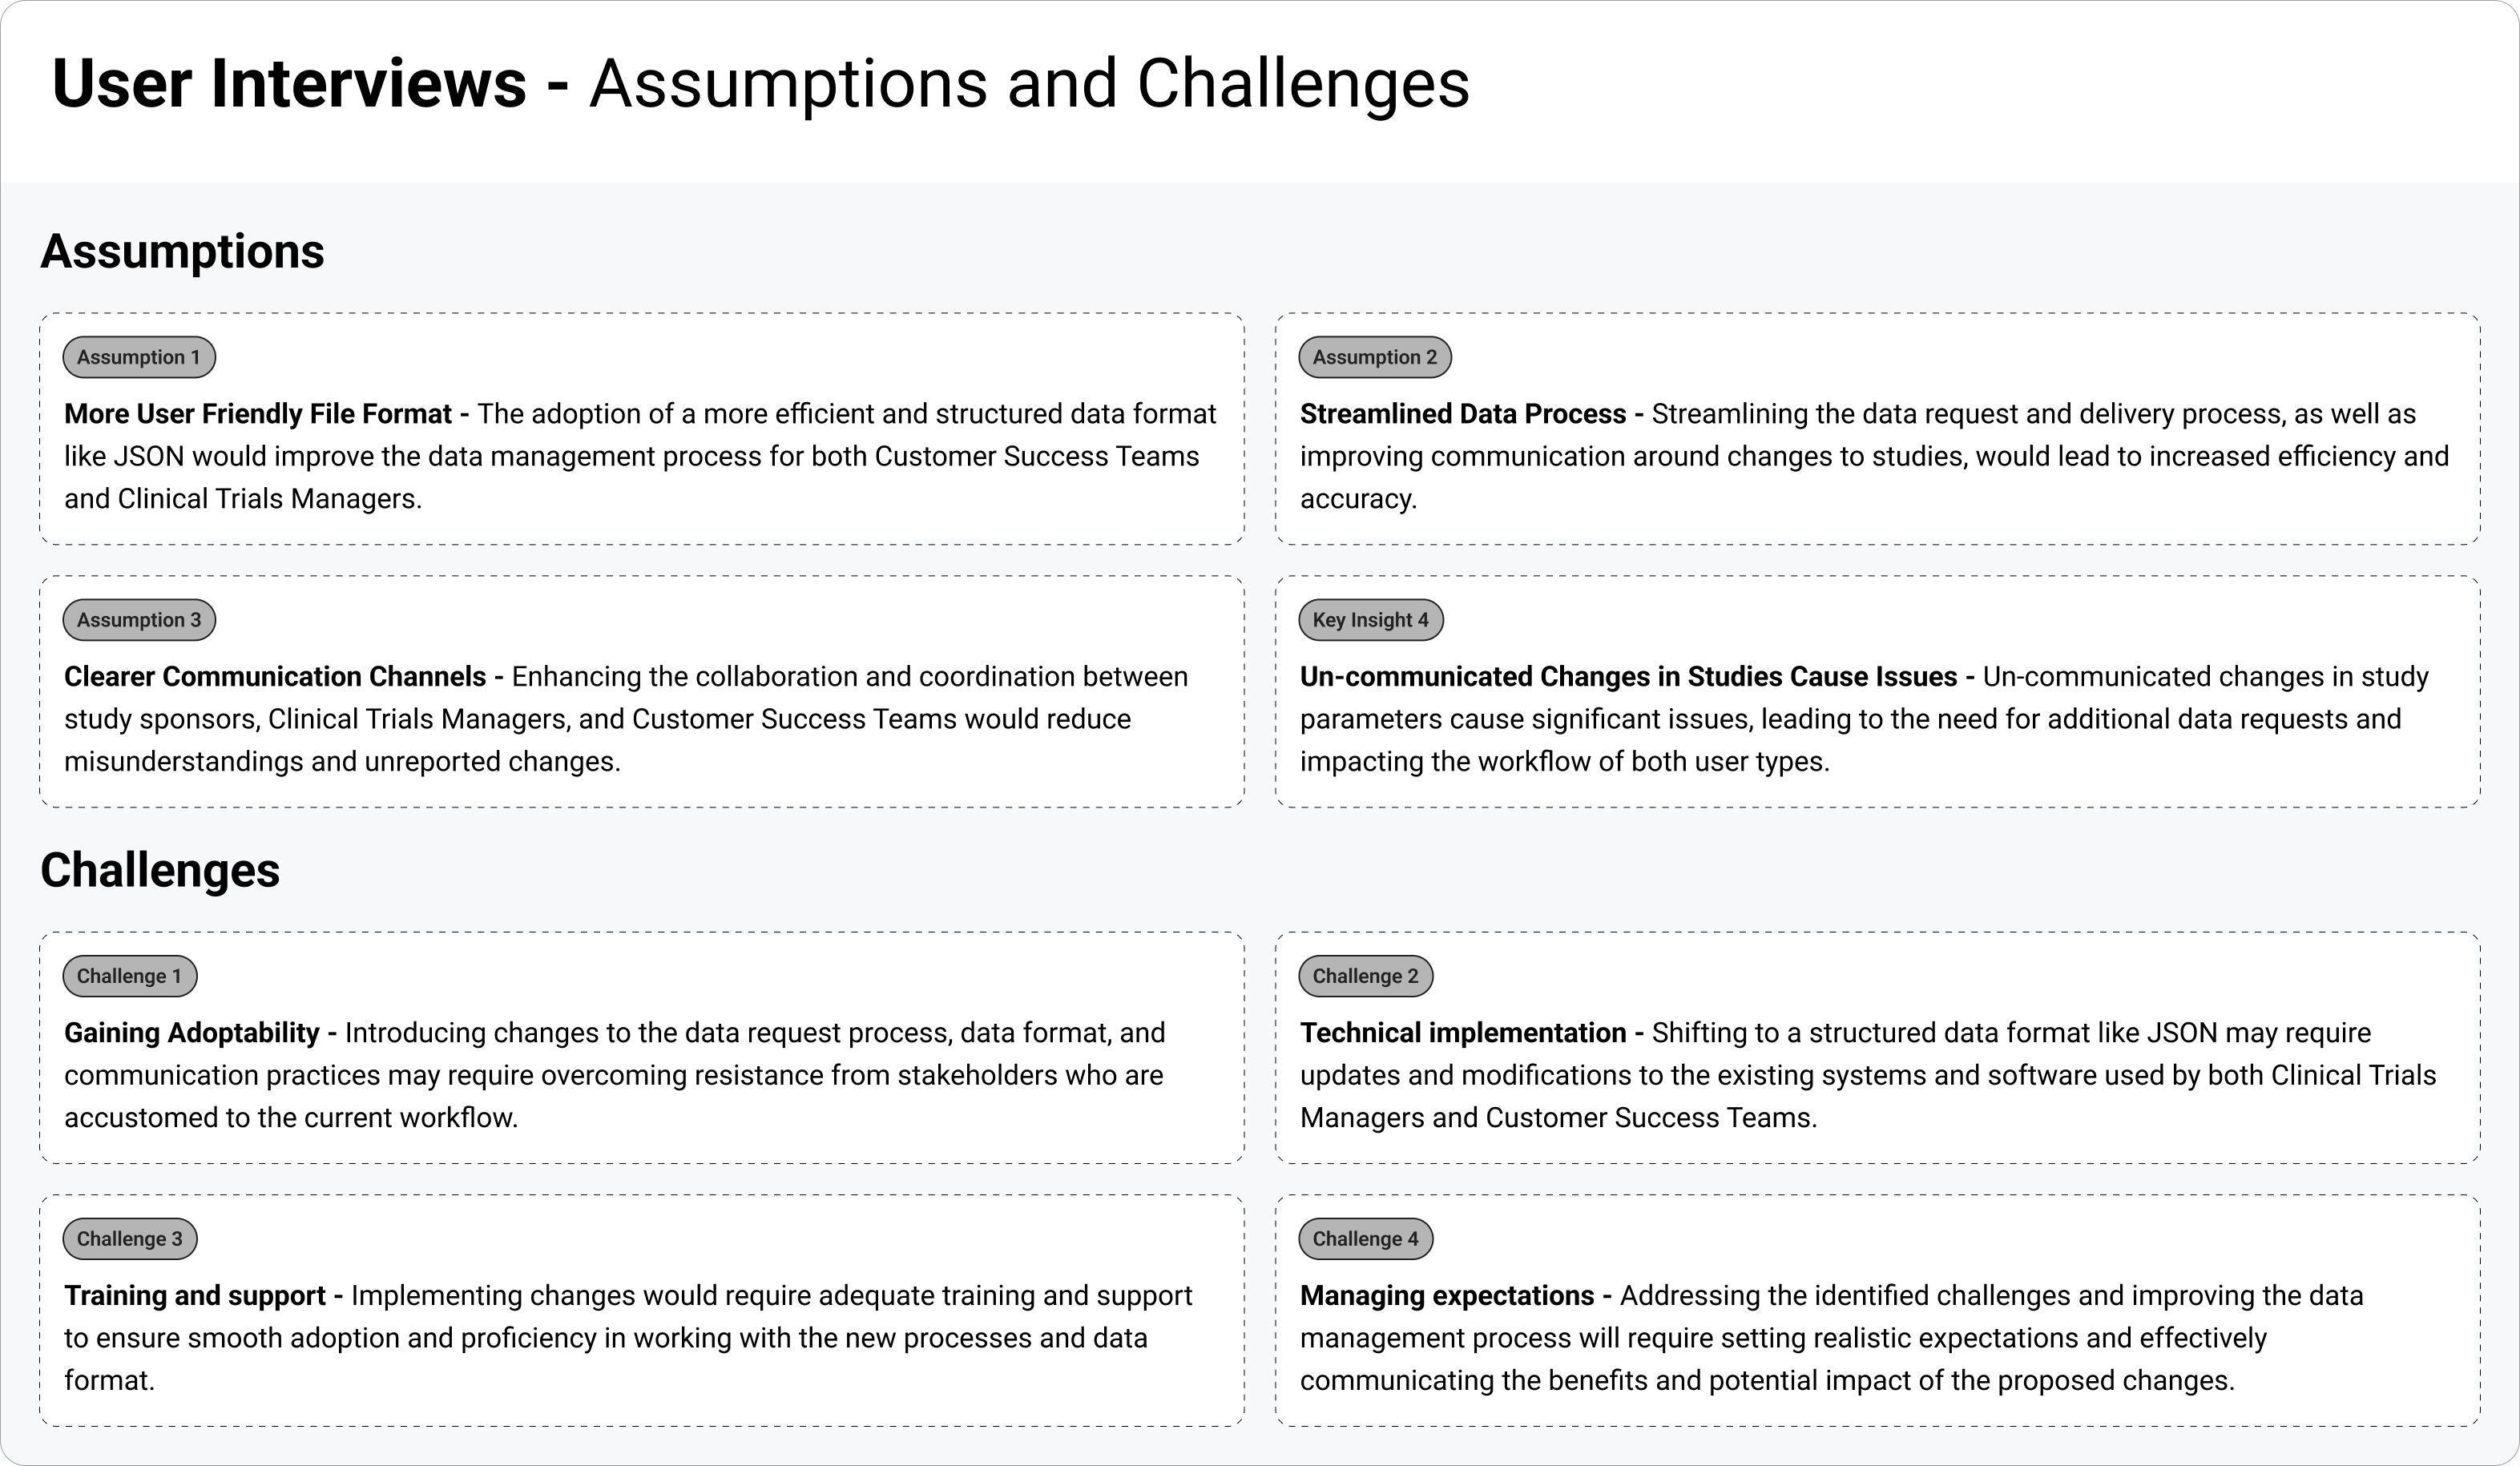 User Interviews - Assumptions and Challenges
Assumptions
Assumption 1
More User Friendly File Format - The adoption of a more efficient and structured data format
like JSON would improve the data management process for both Customer Success Teams
and Clinical Trials Managers.
Assumption 2
Streamlined Data Process - Streamlining the data request and delivery process, as well as
improving communication around changes to studies, would lead to increased efficiency and
accuracy.
Assumption 3
Clearer Communication Channels - Enhancing the collaboration and coordination between
study sponsors, Clinical Trials Managers, and Customer Success Teams would reduce
misunderstandings and unreported changes.
Key Insight 4
Un-communicated Changes in Studies Cause Issues - Un-communicated changes in study
parameters cause significant issues, leading to the need for additional data requests and
impacting the workflow of both user types.
Challenges
Challenge 1
Gaining Adoptability - Introducing changes to the data request process, data format, and
communication practices may require overcoming resistance from stakeholders who are
accustomed to the current workflow.
Challenge 2
Technical implementation - Shifting to a structured data format like JSON may require
updates and modifications to the existing systems and software used by both Clinical Trials
Managers and Customer Success Teams.
Challenge 3
Training and support - Implementing changes would require adequate training and support
to ensure smooth adoption and proficiency in working with the new processes and data
format.
Challenge 4
Managing expectations - Addressing the identified challenges and improving the data
management process will require setting realistic expectations and effectively
communicating the benefits and potential impact of the proposed changes.